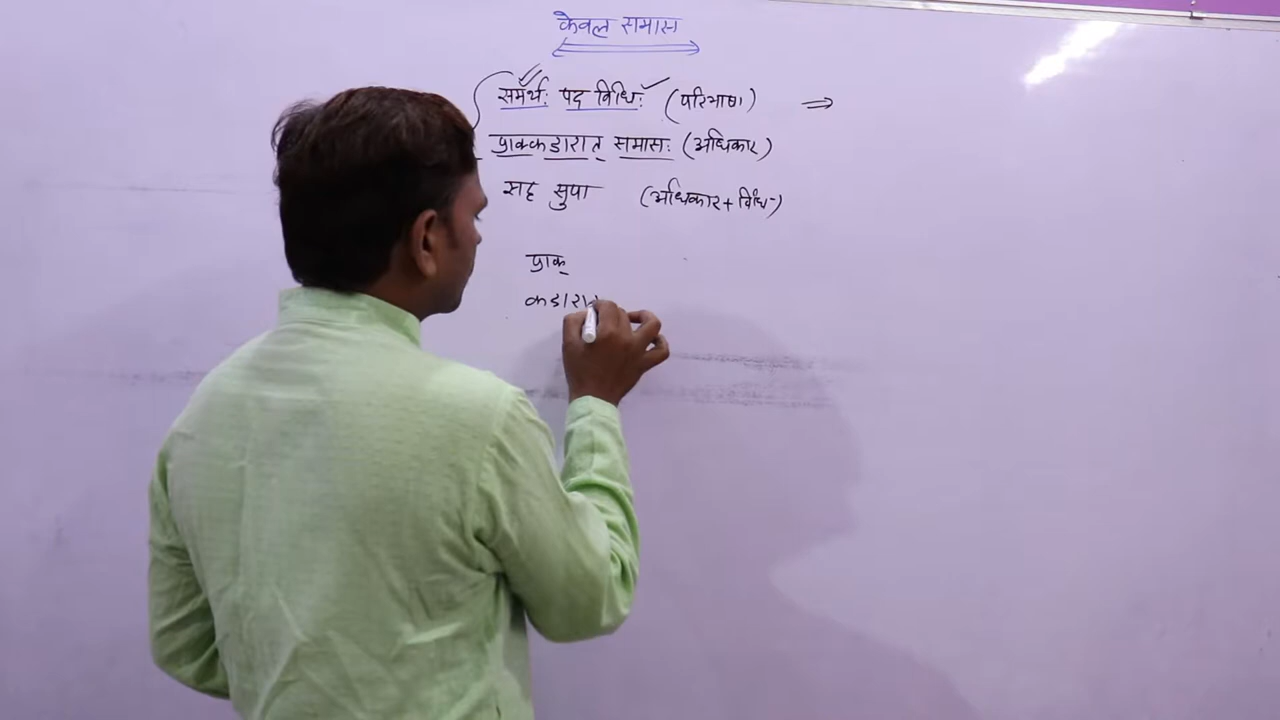 केवल समास
समर्थः पद विधिः (परिभाषा) ⇒
प्राक्कडारात् समासः (अधिकार)
सह सुपा (अधिकार + विधि)
प्राक्
कडारा